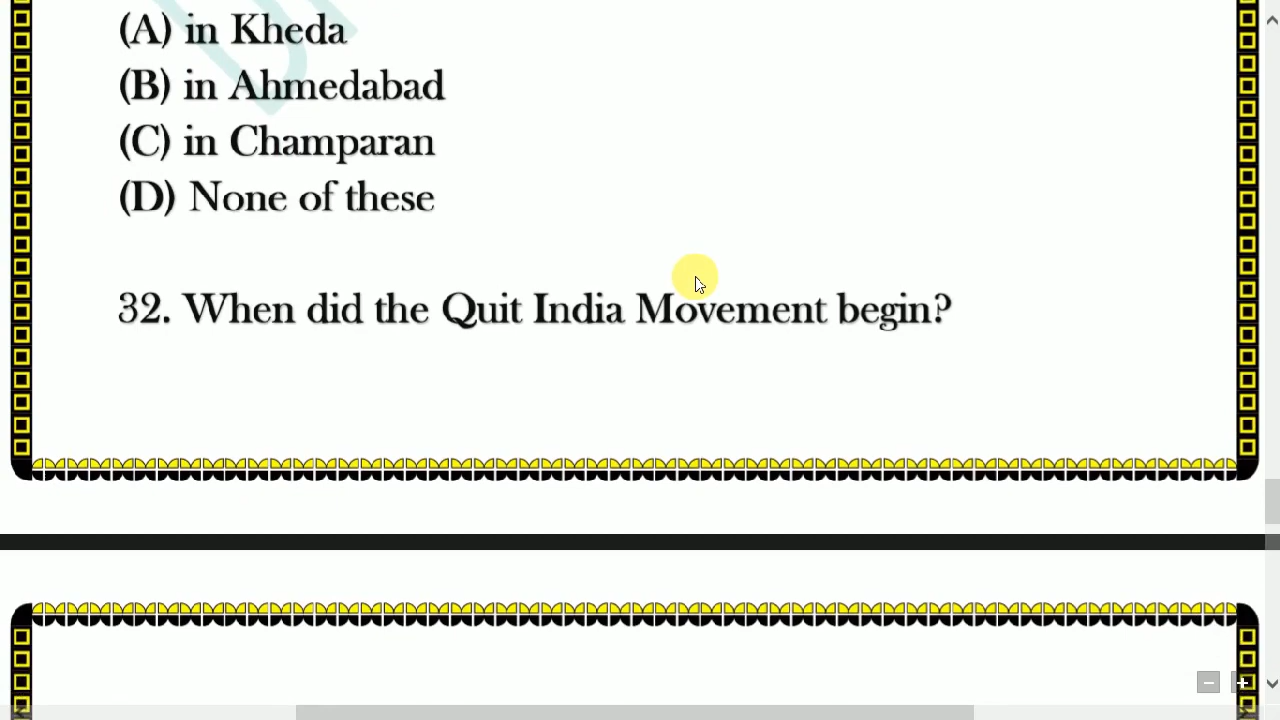 (A) in Kheda
(B) in Ahmedabad
(C) in Champaran
(D) None of these
32. When did the Quit India Movement begin?